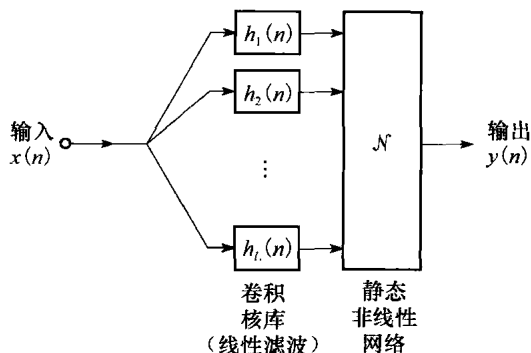 h₁(n)
h₂(n)
输入
x(n)
⋮
𝒩
输出
y(n)
h_L(n)
卷积
核库
(线性滤波)
静态
非线性
网络